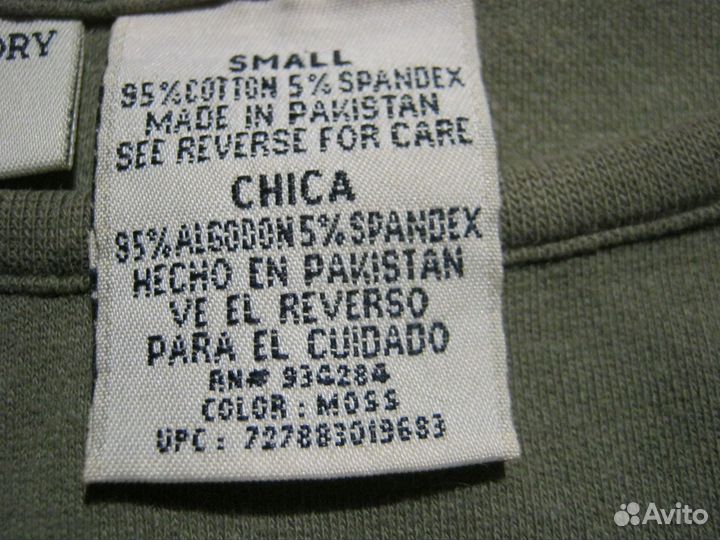 ORY
SMALL
95% COTTON 5% SPANDEX
MADE IN PAKISTAN
SEE REVERSE FOR CARE
CHICA
95% ALGODON 5% SPANDEX
HECHO EN PAKISTAN
VE EL REVERSO
PARA EL CUIDADO
RN# 934284
COLOR : MOSS
UPC : 727883019683
Avito